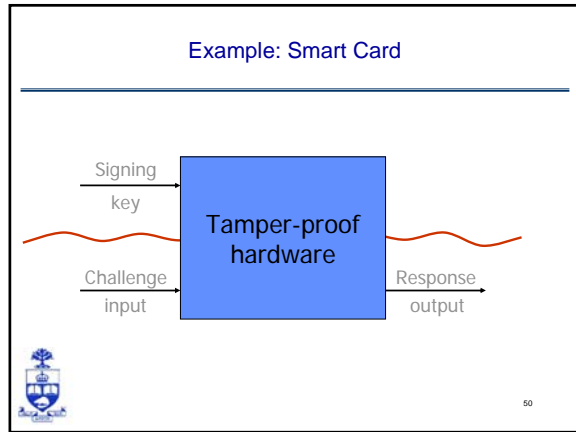 Example: Smart Card
Signing
key
Tamper-proof
hardware
Challenge
input
Response
output
50